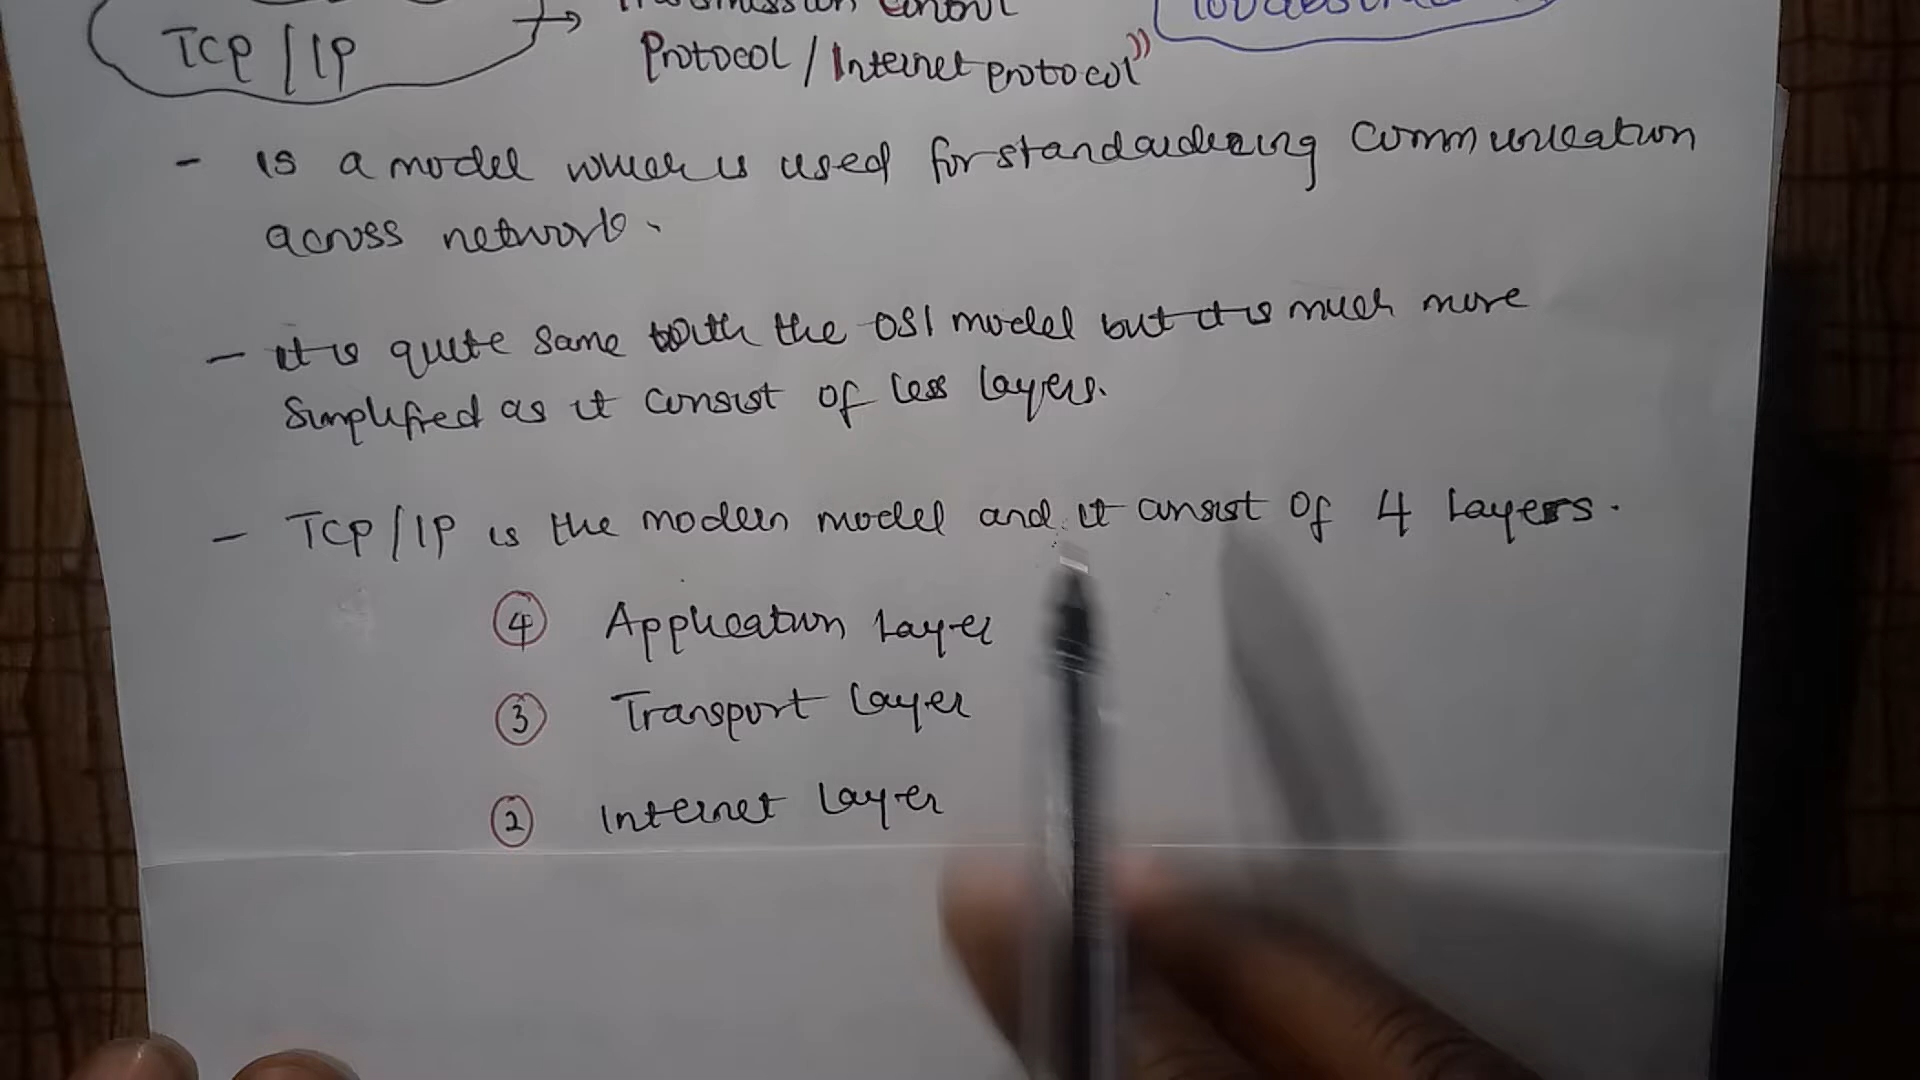 Transmission Control
TCP/IP
Protocol/Internet protocol”
- is a model which is used for standardizing communication
across network.
- it is quite same with the OSI model but it is much more
simplified as it consist of less layers.
- TCP/IP is the modern model and it consist of 4 layers.
④ Application layer
③ Transport layer
② Internet layer